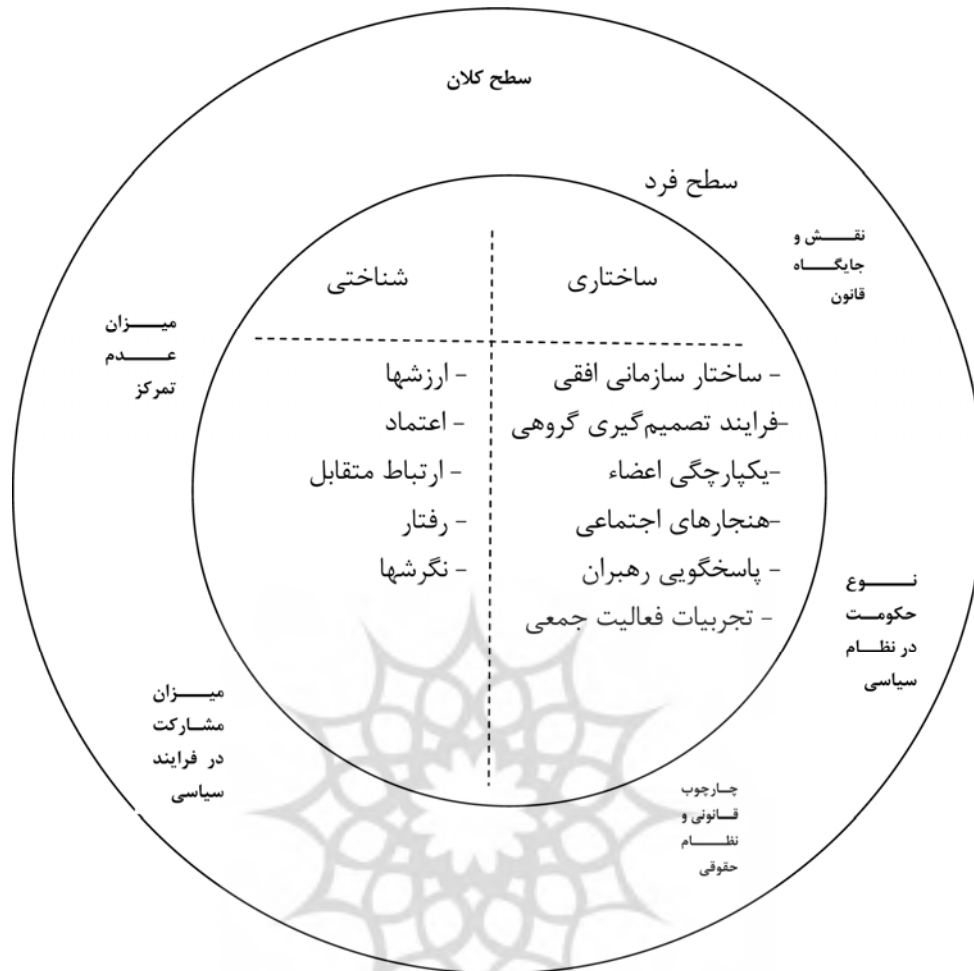 سطح کلان
سطح فرد
نقش و
جایگاه
قانون
ساختاری
شناختی
میزان
عدم
تمرکز
- ساختار سازمانی افقی
-فرایند تصمیم‌گیری گروهی
-یکپارچگی اعضاء
-هنجارهای اجتماعی
- پاسخگویی رهبران
- تجربیات فعالیت جمعی
- ارزشها
- اعتماد
- ارتباط متقابل
- رفتار
- نگرشها
نوع
حکومت
در نظام
سیاسی
میزان
مشارکت
در فرایند
سیاسی
چارچوب
قانونی و
نظام
حقوقی